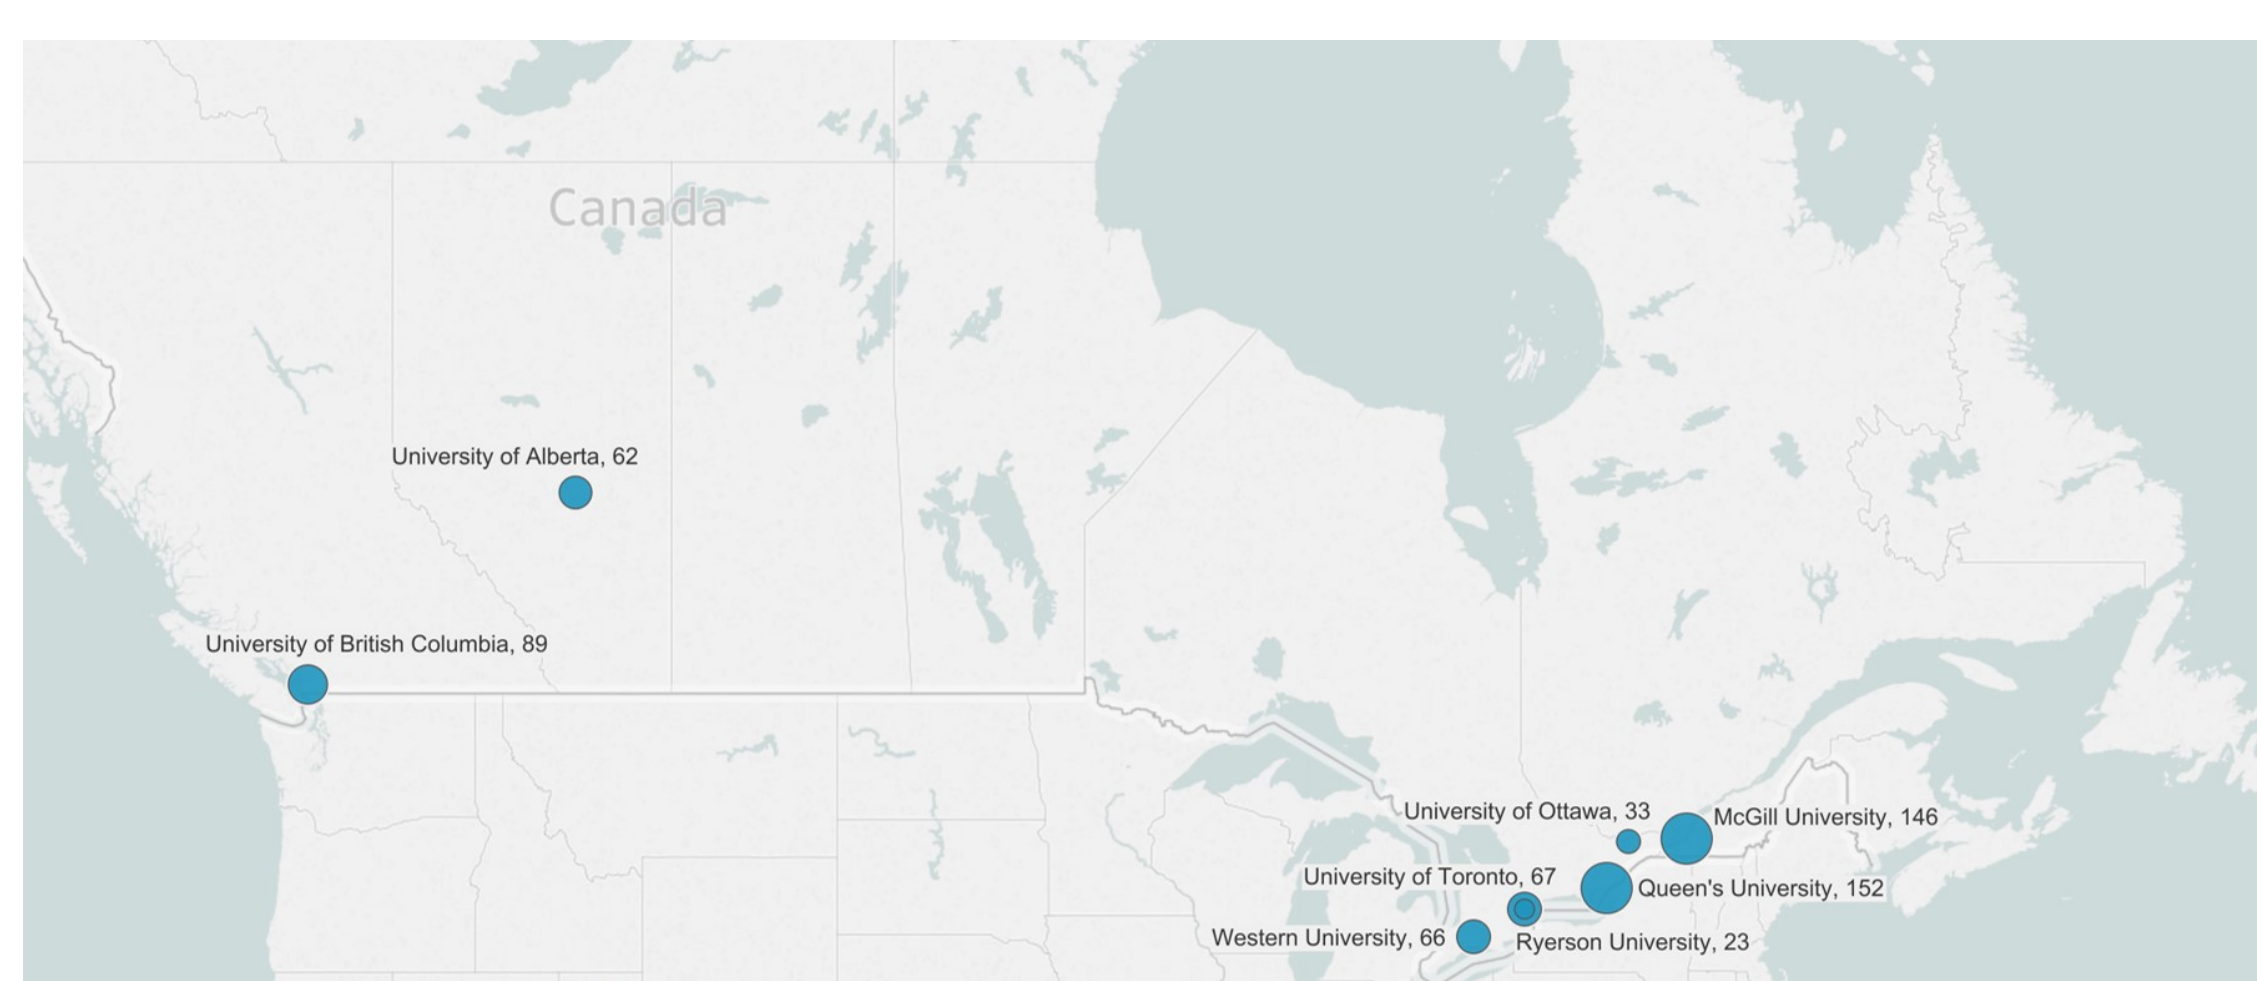 Canada
University of Alberta, 62
University of British Columbia, 89
University of Ottawa, 33
McGill University, 146
University of Toronto, 67
Queen's University, 152
Western University, 66
Ryerson University, 23